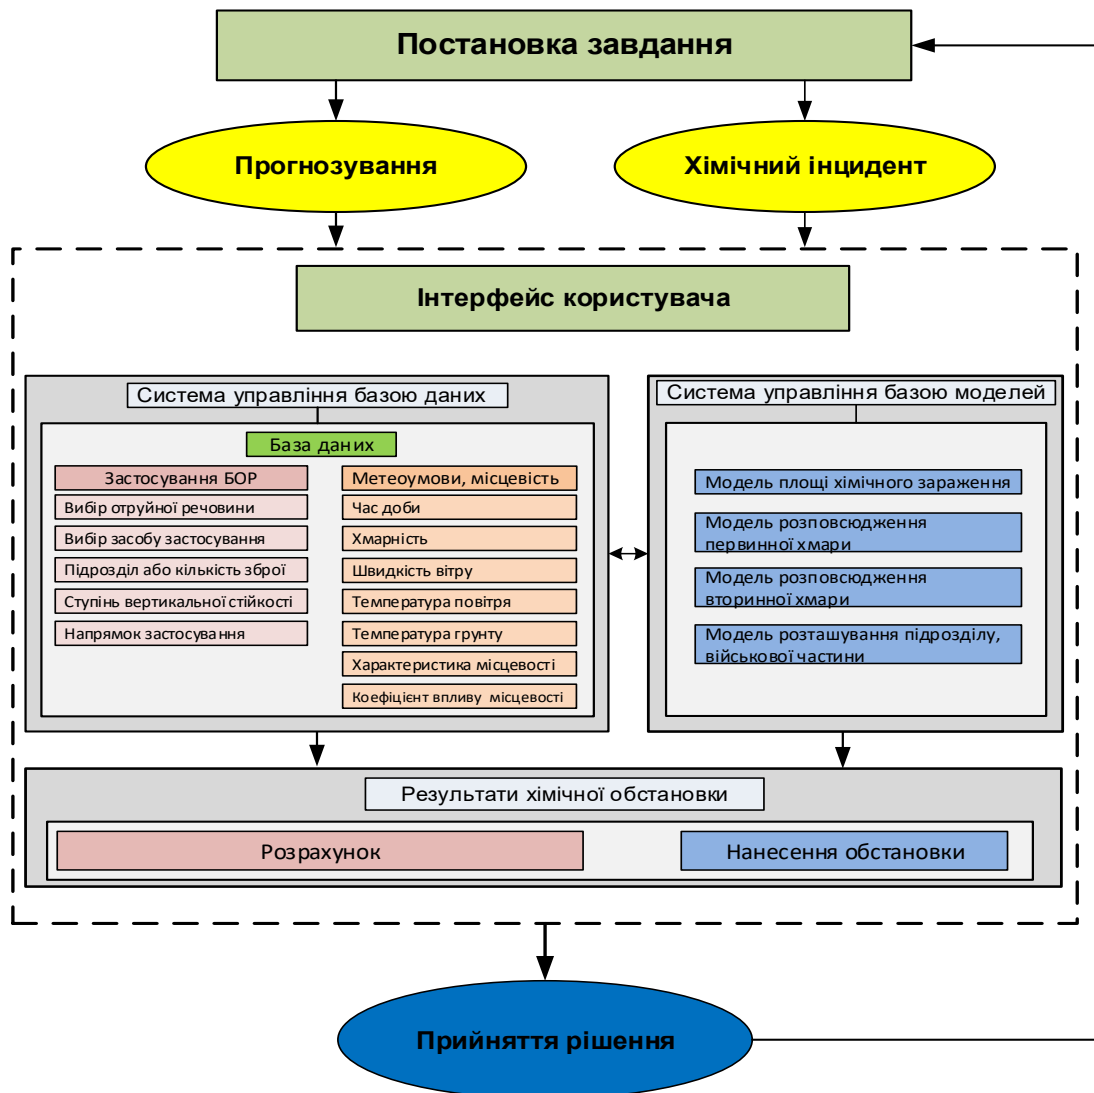 Постановка завдання
Прогнозування
Хімічний інцидент
Інтерфейс користувача
Система управління базою даних
База даних
Застосування БОР
Вибір отруйної речовини
Вибір засобу застосування
Підрозділ або кількість зброї
Ступінь вертикальної стійкості
Напрямок застосування
Метеоумови, місцевість
Час доби
Хмарність
Швидкість вітру
Температура повітря
Температура грунту
Характеристика місцевості
Коефіцієнт впливу місцевості
Система управління базою моделей
Модель площі хімічного зараження
Модель розповсюдження
первинної хмари
Модель розповсюдження
вторинної хмари
Модель розташування підрозділу,
військової частини
Результати хімічної обстановки
Розрахунок
Нанесення обстановки
Прийняття рішення